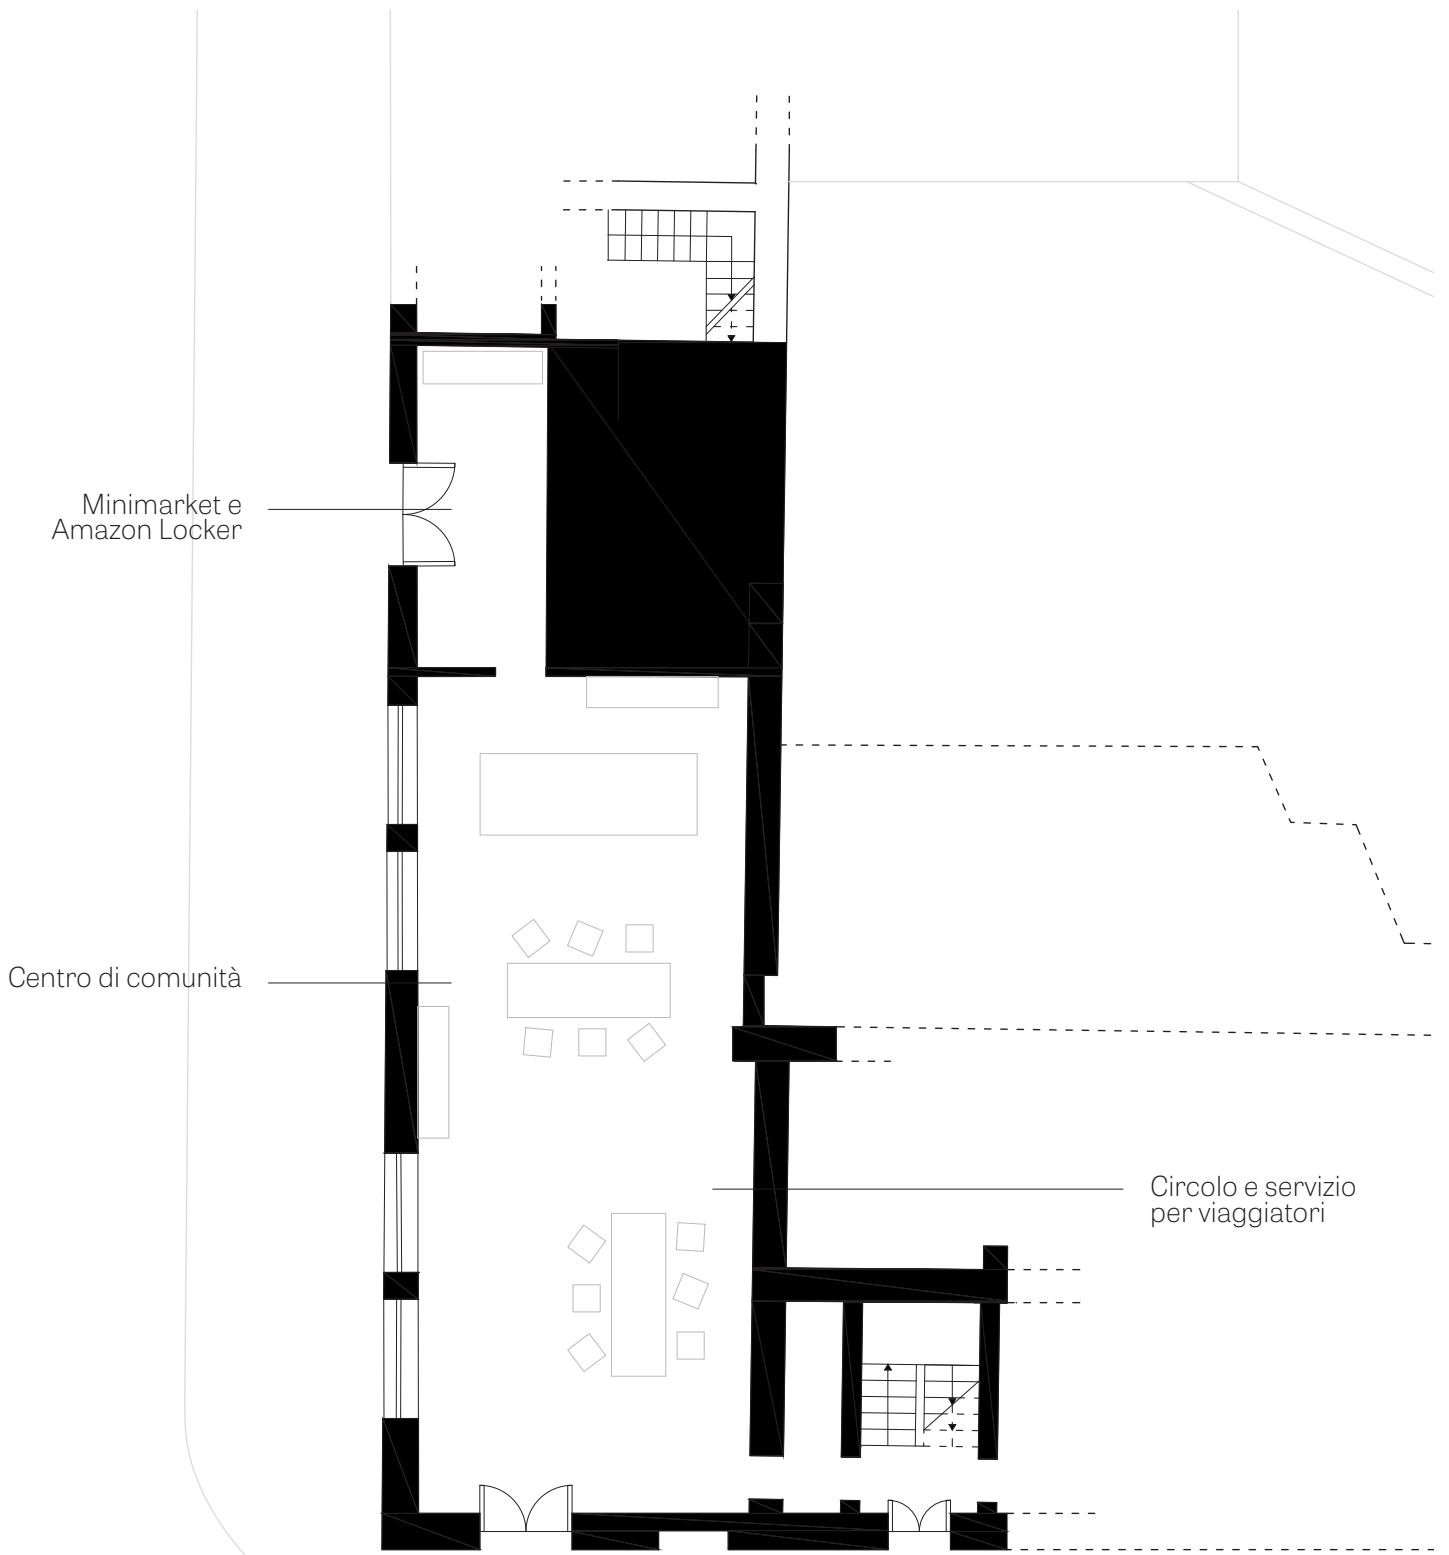 Minimarket e
Amazon Locker
Centro di comunità
Circolo e servizio
per viaggiatori